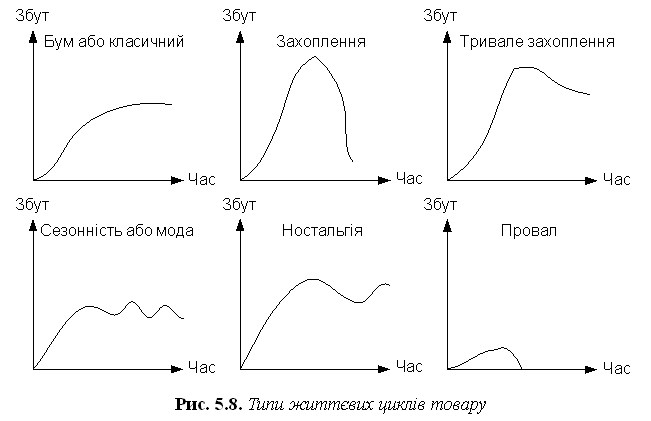 Збут
Бум або класичний
Час
Збут
Захоплення
Час
Збут
Тривале захоплення
Час
Збут
Сезонність або мода
Час
Збут
Ностальгія
Час
Збут
Провал
Час
Рис. 5.8. Типи життєвих циклів товару